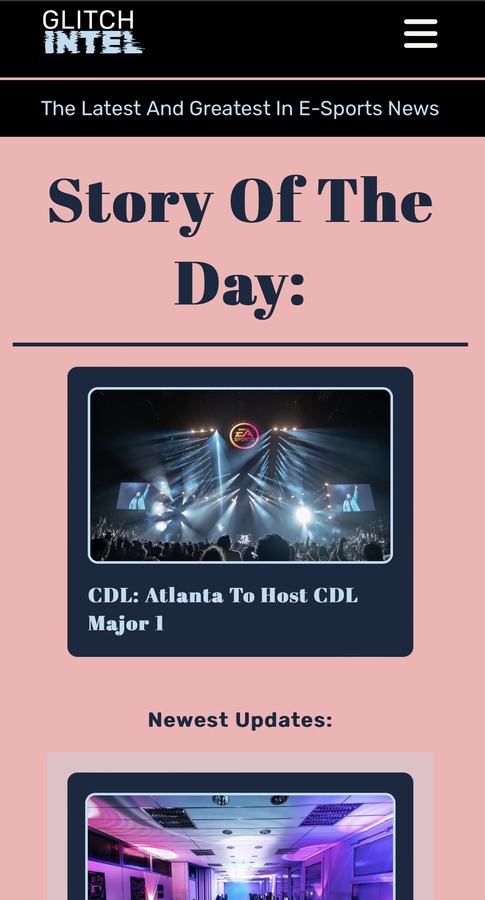 GLITCH
INTEL
The Latest And Greatest In E-Sports News
Story Of The
Day:
EA
SPORTS
CDL: Atlanta To Host CDL
Major 1
Newest Updates: